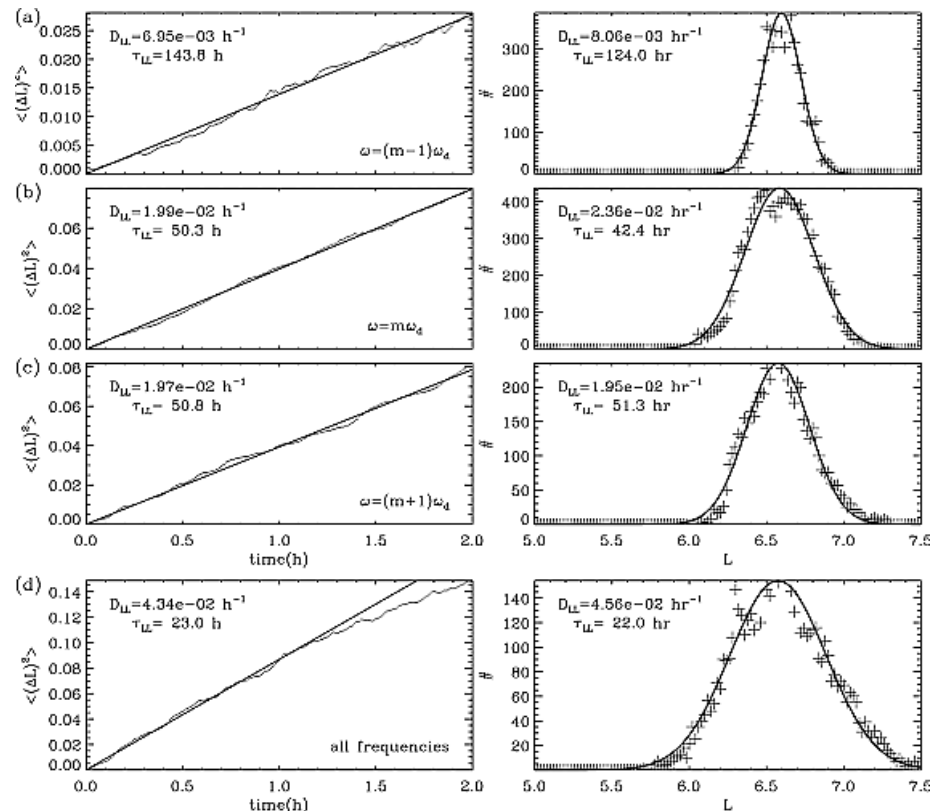 (a)
D_LL=6.95e−03 h⁻¹
τ_LL=143.8 h
ω=(m−1)ω_d
<(ΔL)²>
0.025
0.020
0.015
0.010
0.005
0.000
D_LL=8.06e−03 hr⁻¹
τ_LL=124.0 hr
#
300
200
100
0
(b)
D_LL=1.99e−02 h⁻¹
τ_LL= 50.3 h
ω=mω_d
<(ΔL)²>
0.06
0.04
0.02
0.00
D_LL=2.36e−02 hr⁻¹
τ_LL= 42.4 hr
#
400
300
200
100
0
(c)
D_LL=1.97e−02 h⁻¹
τ_LL= 50.8 h
ω=(m+1)ω_d
<(ΔL)²>
0.08
0.06
0.04
0.02
0.00
0.0 0.5 1.0 1.5 2.0
time(h)
D_LL=1.95e−02 hr⁻¹
τ_LL= 51.3 hr
#
200
150
100
50
0
5.0 5.5 6.0 6.5 7.0 7.5
L
(d)
D_LL=4.34e−02 h⁻¹
τ_LL= 23.0 h
all frequencies
<(ΔL)²>
0.14
0.12
0.10
0.08
0.06
0.04
0.02
0.00
0.0 0.5 1.0 1.5 2.0
time(h)
D_LL=4.56e−02 hr⁻¹
τ_LL= 22.0 hr
#
140
120
100
80
60
40
20
5.0 5.5 6.0 6.5 7.0 7.5
L